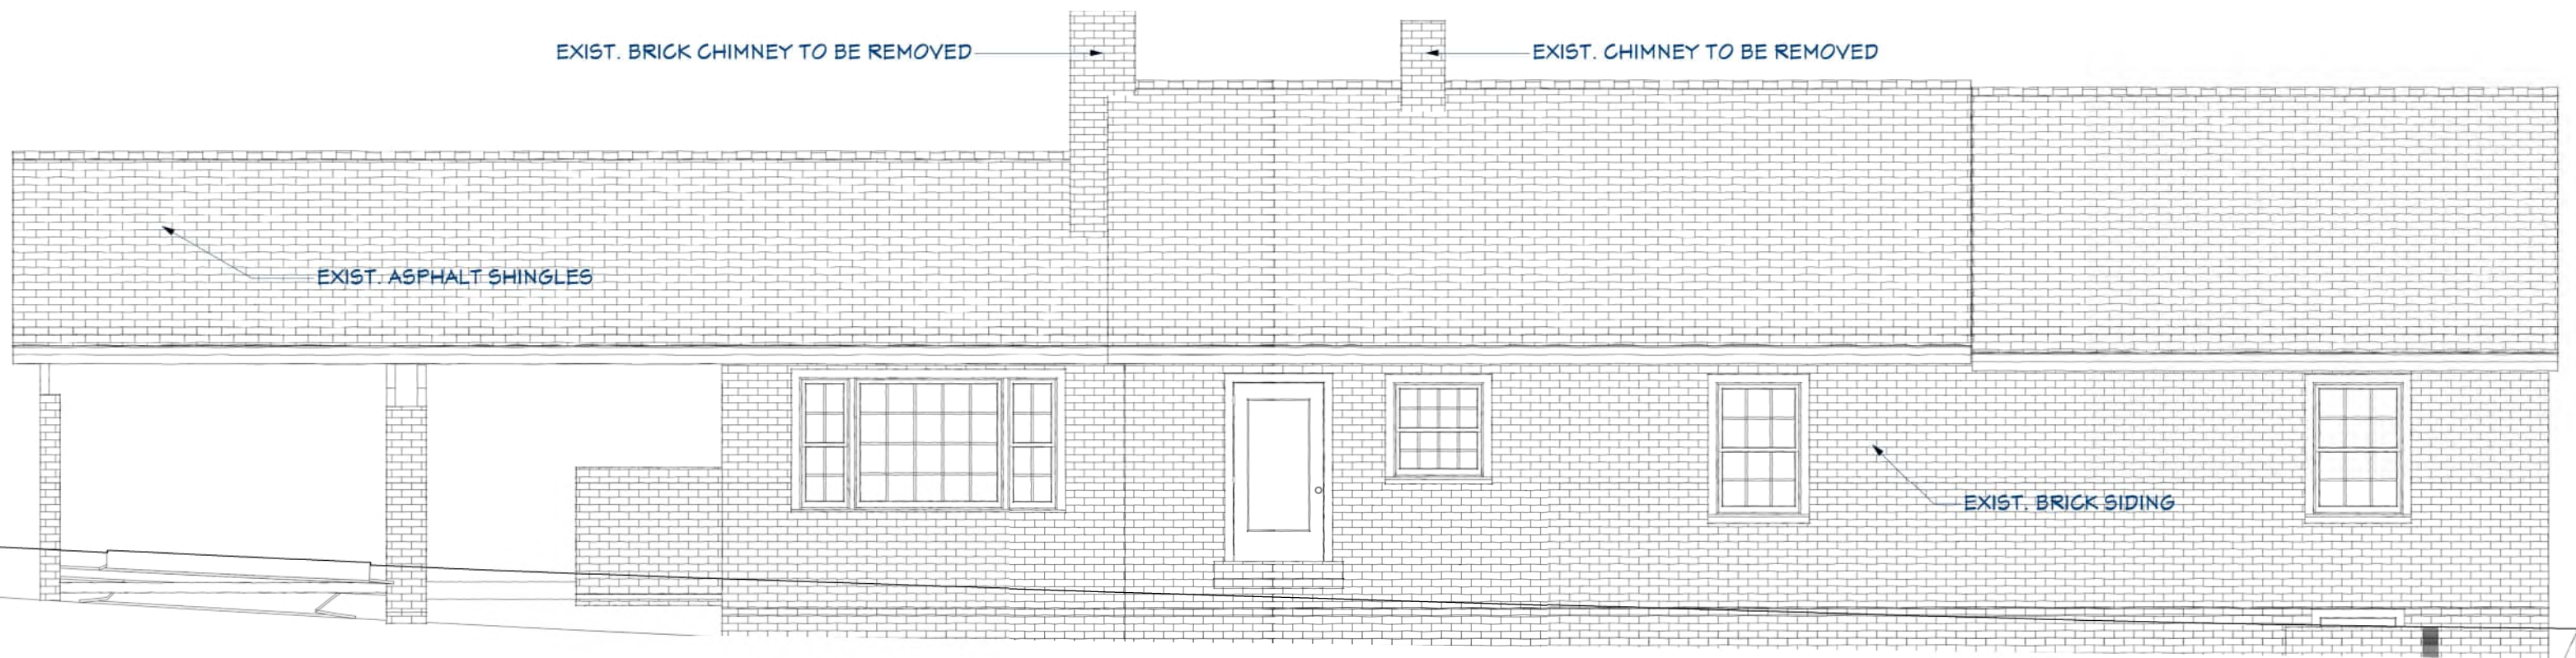 EXIST. BRICK CHIMNEY TO BE REMOVED
EXIST. CHIMNEY TO BE REMOVED
EXIST. ASPHALT SHINGLES
EXIST. BRICK SIDING